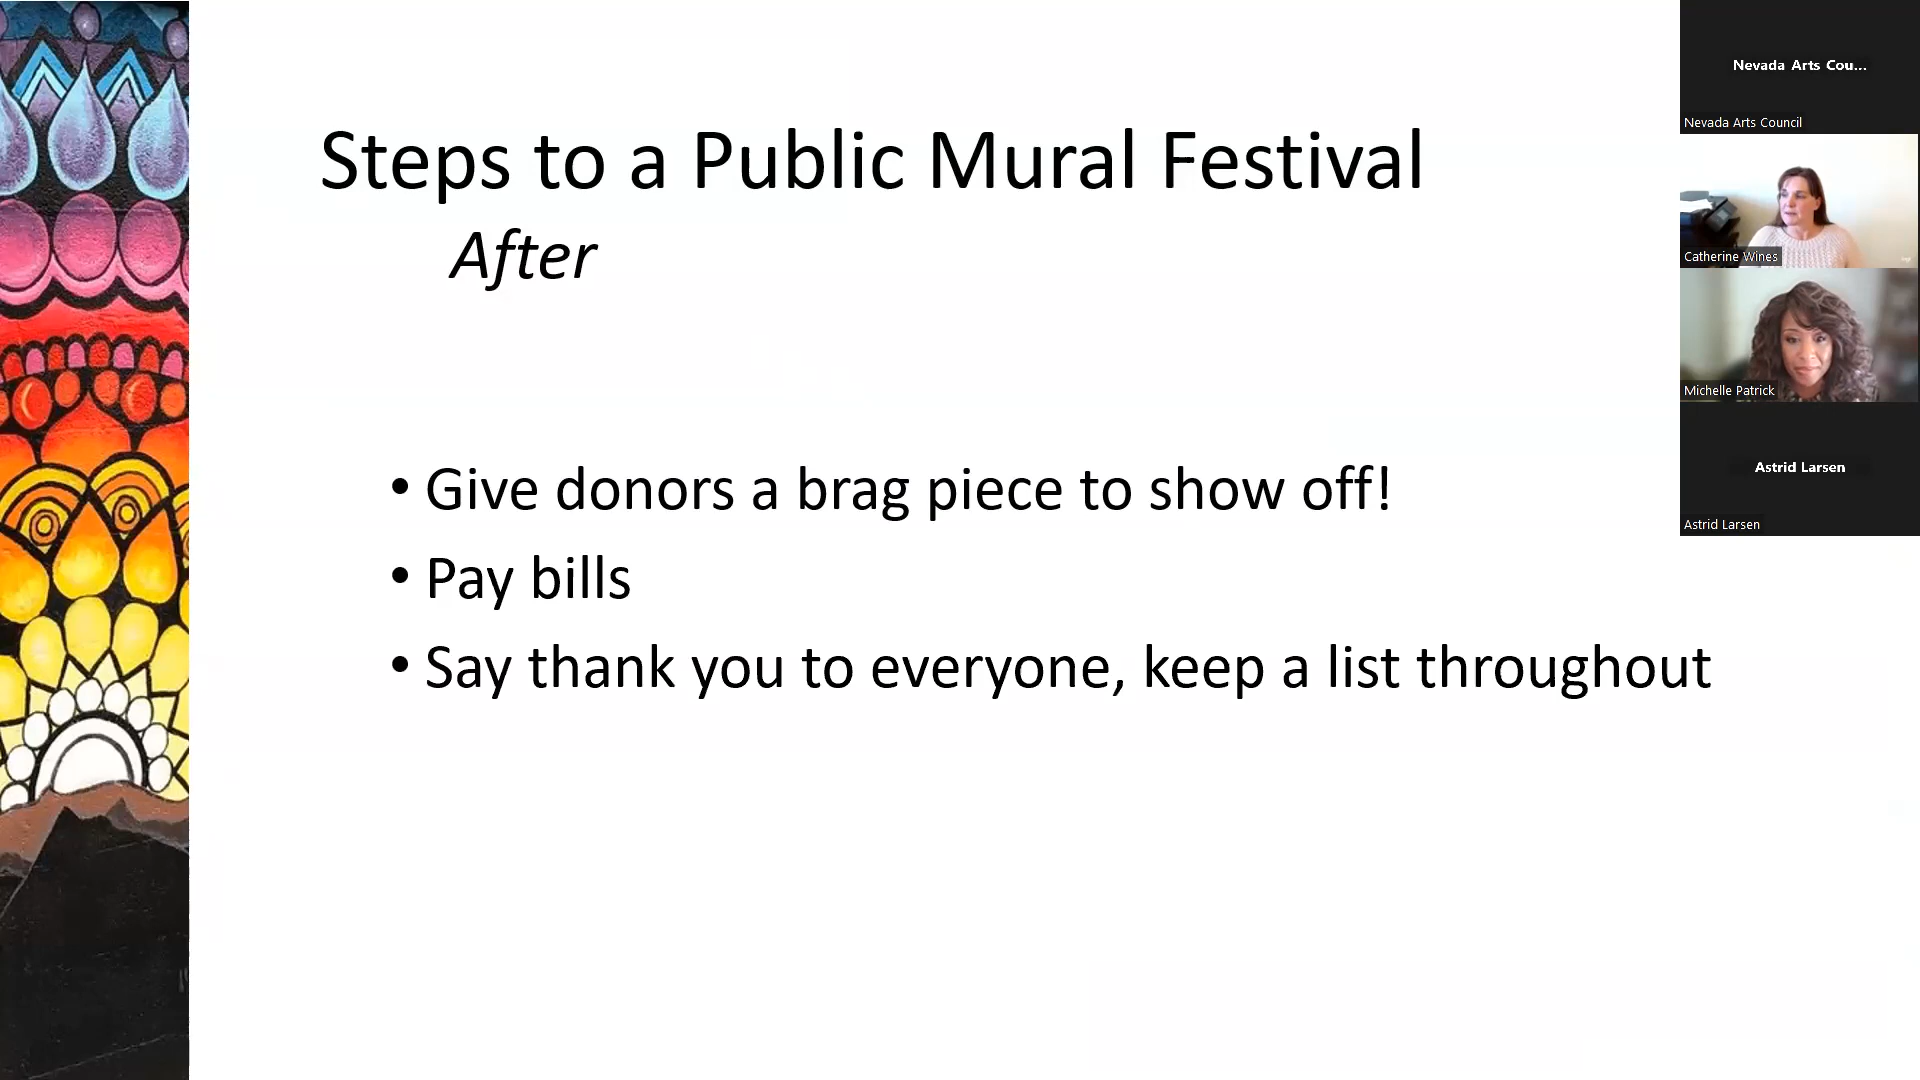 Steps to a Public Mural Festival
After
• Give donors a brag piece to show off!
• Pay bills
• Say thank you to everyone, keep a list throughout
Nevada Arts Cou...
Nevada Arts Council
Catherine Wines
Michelle Patrick
Astrid Larsen
Astrid Larsen